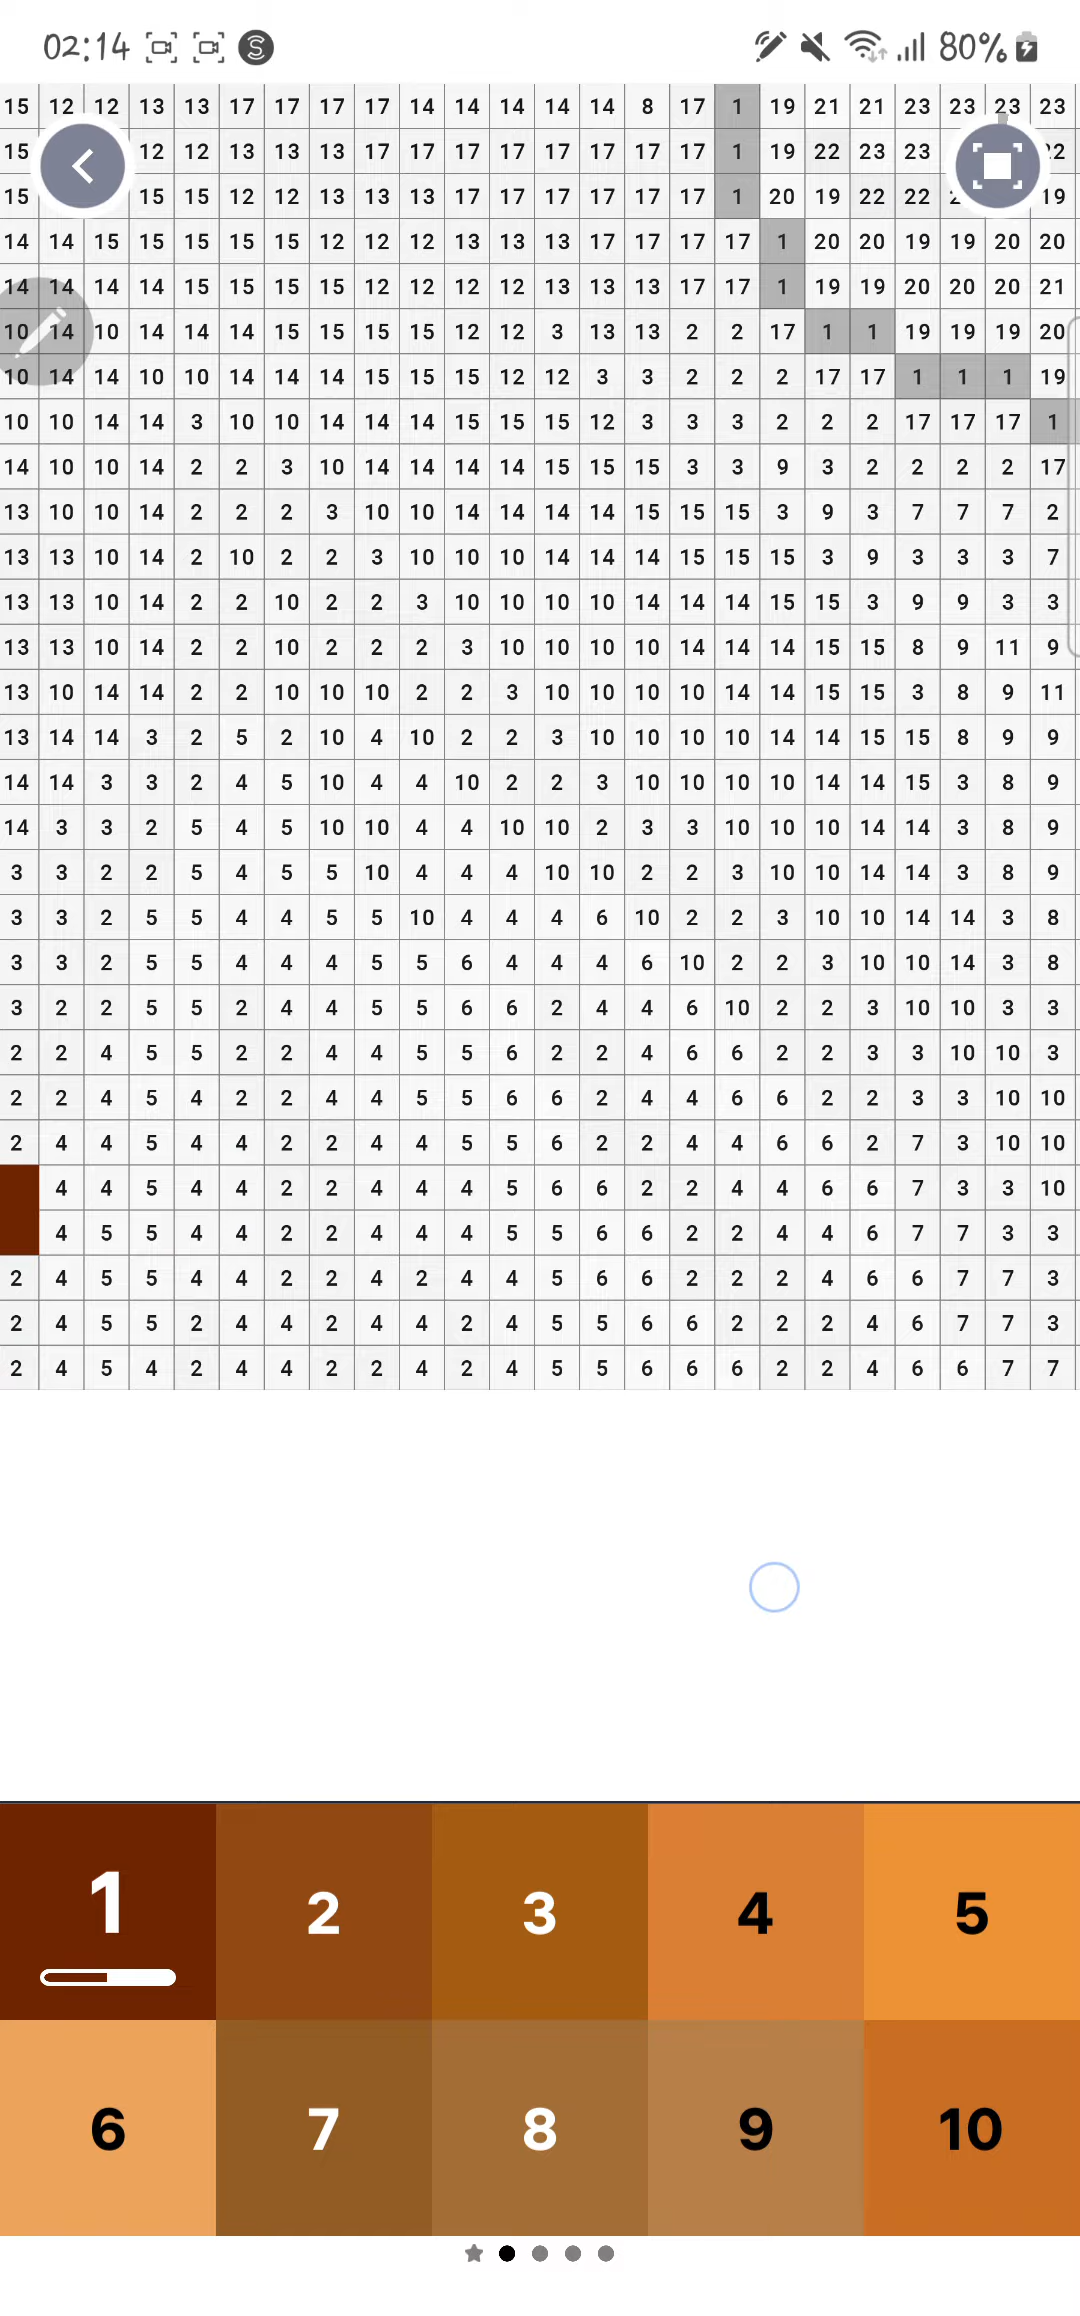 02:14 80%
15 12 12 13 13 17 17 17 17 14 14 14 14 14 8 17 1 19 21 21 23 23 23 23
15 12 12 13 13 13 17 17 17 17 17 17 17 17 1 19 22 23 23
15 15 15 12 12 13 13 13 17 17 17 17 17 17 1 20 19 22 22 19
14 14 15 15 15 15 15 12 12 12 13 13 13 17 17 17 17 1 20 20 19 19 20 20
14 14 14 14 15 15 15 15 12 12 12 12 13 13 13 17 17 1 19 19 20 20 20 21
10 14 10 14 14 14 15 15 15 15 12 12 3 13 13 2 2 17 1 1 19 19 19 20
10 14 14 10 10 14 14 14 15 15 15 12 12 3 3 2 2 2 17 17 1 1 1 19
10 10 14 14 3 10 10 14 14 14 15 15 15 12 3 3 3 2 2 2 17 17 17 1
14 10 10 14 2 2 3 10 14 14 14 14 15 15 15 3 3 9 3 2 2 2 2 17
13 10 10 14 2 2 2 3 10 10 14 14 14 14 15 15 15 3 9 3 7 7 7 2
13 13 10 14 2 10 2 2 3 10 10 10 14 14 14 15 15 15 3 9 3 3 3 7
13 13 10 14 2 2 10 2 2 3 10 10 10 10 14 14 14 15 15 3 9 9 3 3
13 13 10 14 2 2 10 2 2 2 3 10 10 10 10 14 14 14 15 15 8 9 11 9
13 10 14 14 2 2 10 10 10 2 2 3 10 10 10 10 14 14 15 15 3 8 9 11
13 14 14 3 2 5 2 10 4 10 2 2 3 10 10 10 10 14 14 15 15 8 9 9
14 14 3 3 2 4 5 10 4 4 10 2 2 3 10 10 10 10 14 14 15 3 8 9
14 3 3 2 5 4 5 10 10 4 4 10 10 2 3 3 10 10 10 14 14 3 8 9
3 3 2 2 5 4 5 5 10 4 4 4 10 10 2 2 3 10 10 14 14 3 8 9
3 3 2 5 5 4 4 5 5 10 4 4 4 6 10 2 2 3 10 10 14 14 3 8
3 3 2 5 5 4 4 4 5 5 6 4 4 4 6 10 2 2 3 10 10 14 3 8
3 2 2 5 5 2 4 4 5 5 6 6 2 4 4 6 10 2 2 3 10 10 3 3
2 2 4 5 5 2 2 4 4 5 5 6 2 2 4 6 6 2 2 3 3 10 10 3
2 2 4 5 4 2 2 4 4 5 5 6 6 2 4 4 6 6 2 2 3 3 10 10
2 4 4 5 4 4 2 2 4 4 5 5 6 2 2 4 4 6 6 2 7 3 10 10
4 4 5 4 4 2 2 4 4 4 5 6 6 2 2 4 4 6 6 7 3 3 10
4 5 5 4 4 2 2 4 4 4 5 5 6 6 2 2 4 4 6 7 7 3 3
2 4 5 5 4 4 2 2 4 2 4 4 5 6 6 2 2 2 4 6 6 7 7 3
2 4 5 5 2 4 4 2 4 4 2 4 5 5 6 6 2 2 2 4 6 7 7 3
2 4 5 4 2 4 4 2 2 4 2 4 5 5 6 6 6 2 2 4 6 6 7 7
1 2 3 4 5
6 7 8 9 10